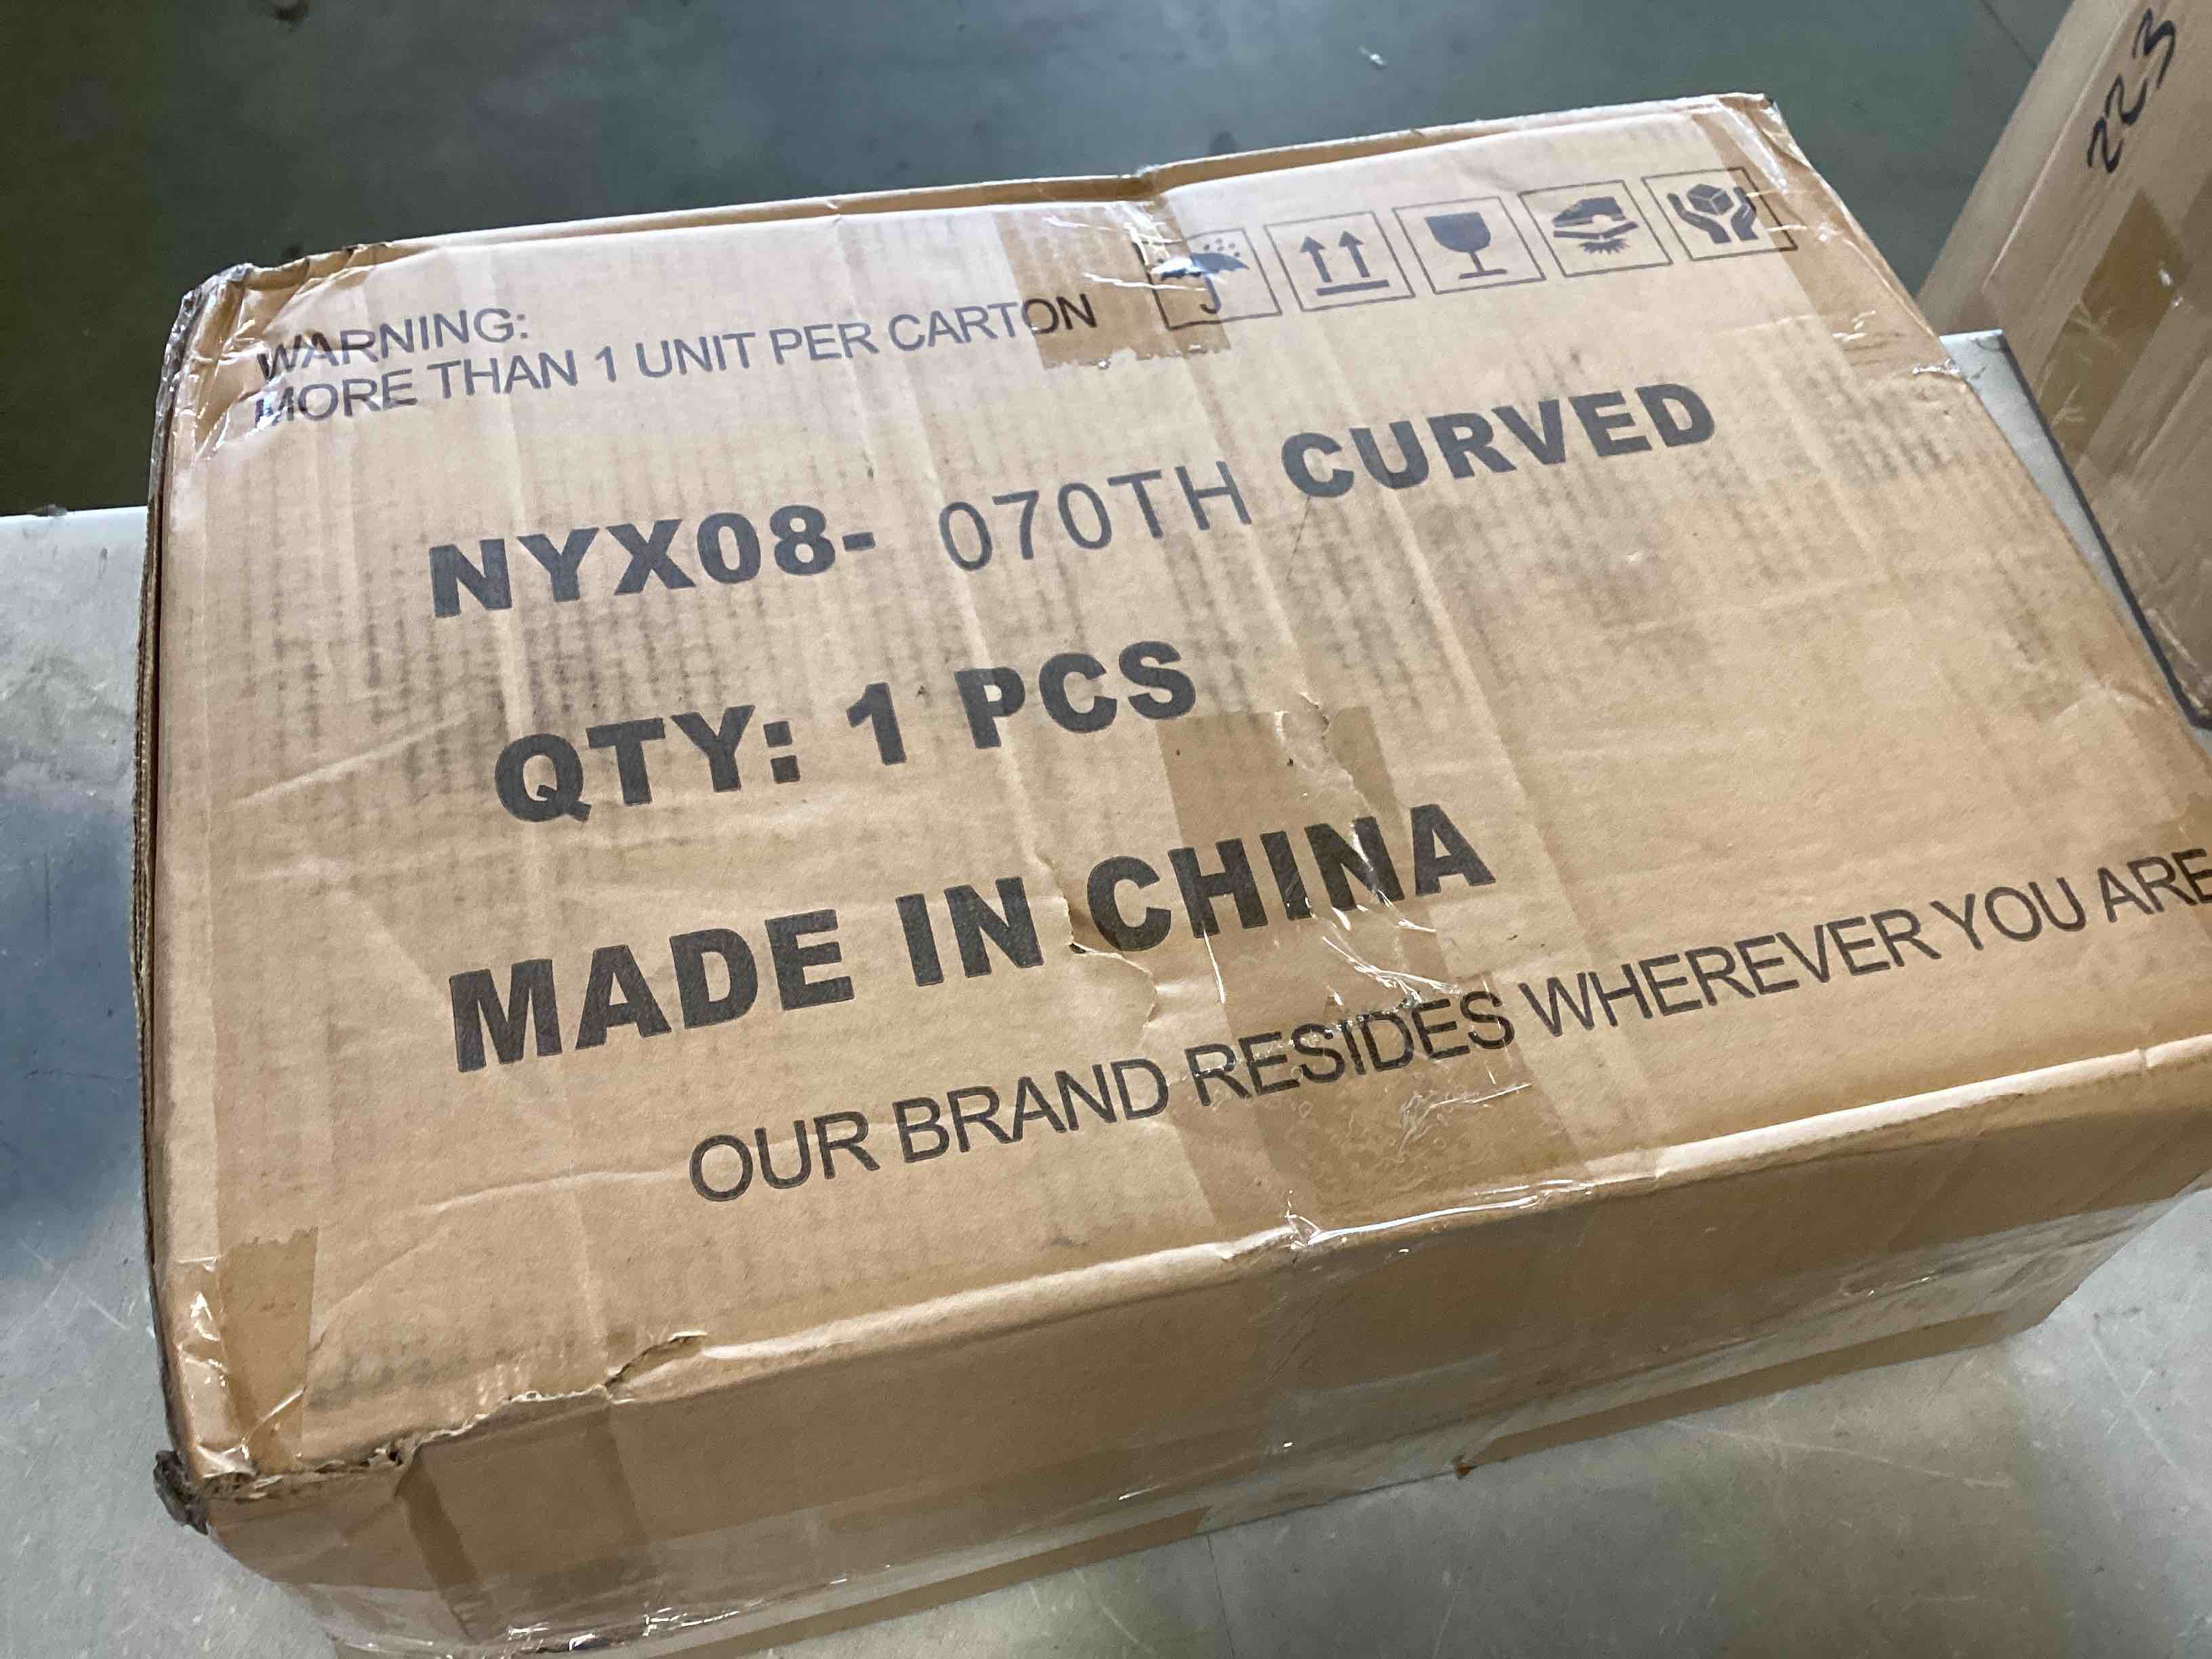 WARNING:
MORE THAN 1 UNIT PER CARTON
NYX08- 070TH CURVED
QTY: 1 PCS
MADE IN CHINA
OUR BRAND RESIDES WHEREVER YOU ARE
223